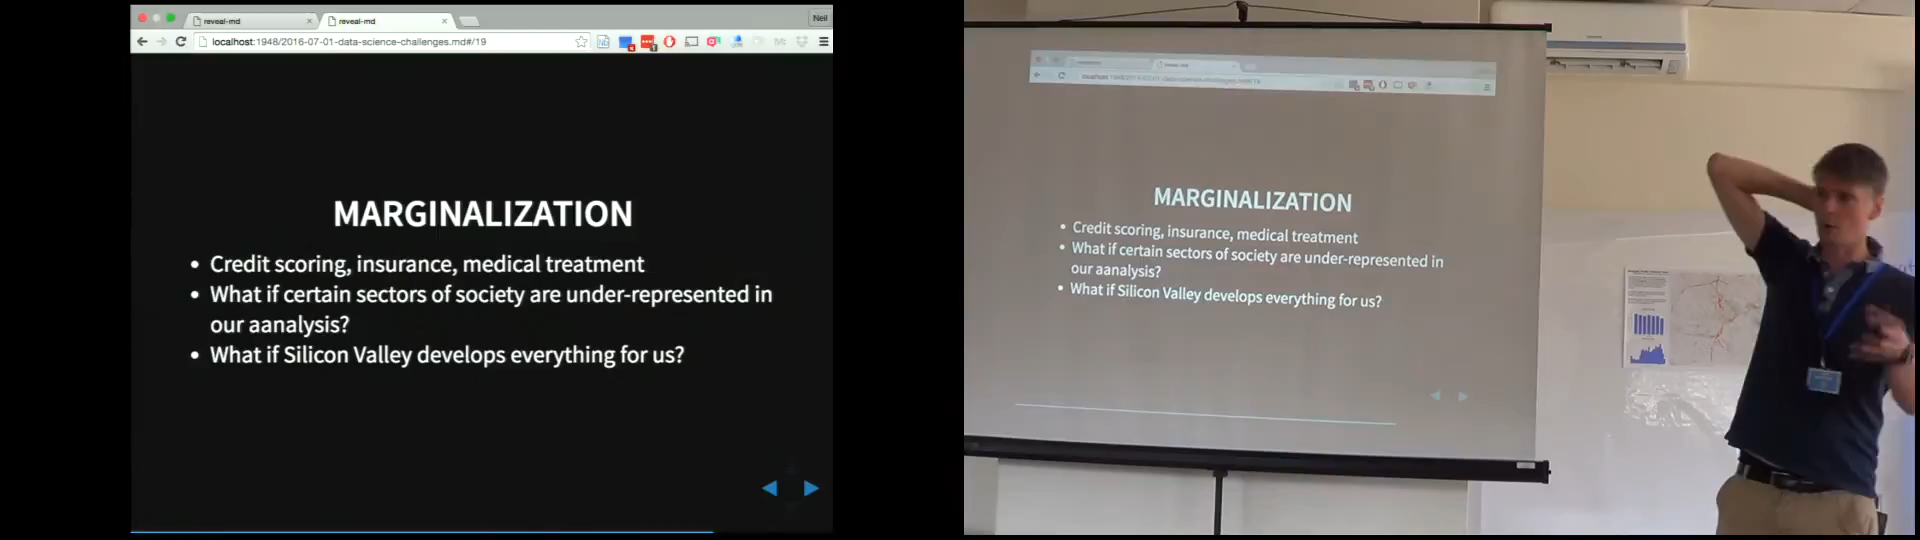 reveal-md
reveal-md
Neil
localhost:1948/2016-07-01-data-science-challenges.md#/19
MARGINALIZATION
• Credit scoring, insurance, medical treatment
• What if certain sectors of society are under-represented in
our aanalysis?
• What if Silicon Valley develops everything for us?
MARGINALIZATION
• Credit scoring, insurance, medical treatment
• What if certain sectors of society are under-represented in
our aanalysis?
• What if Silicon Valley develops everything for us?